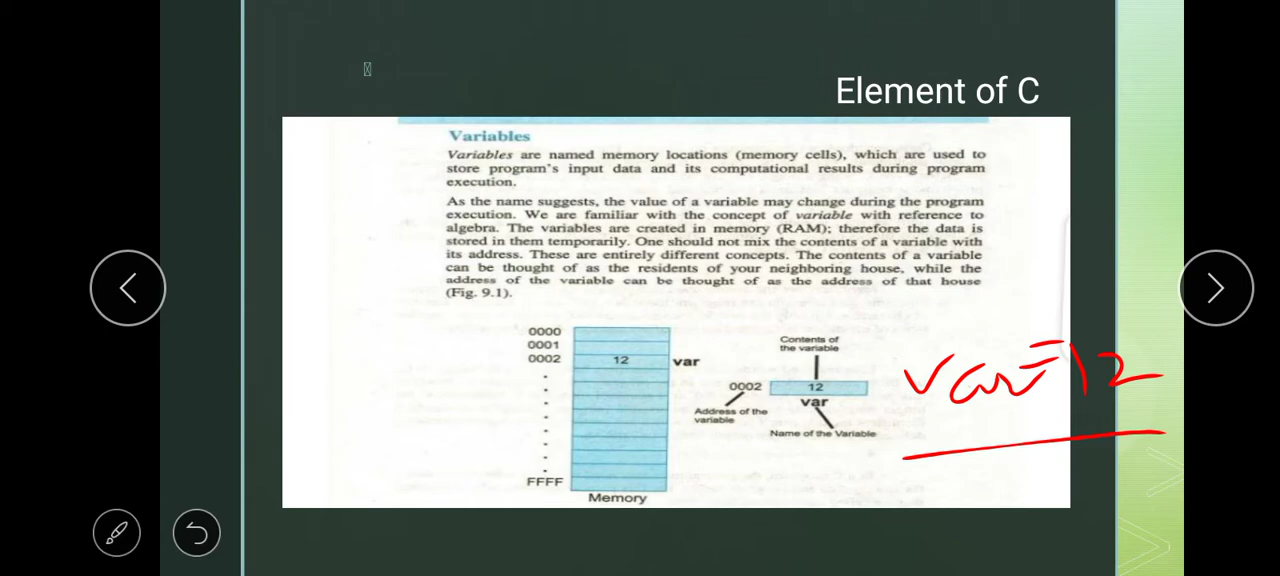 Element of C
Variables
Variables are named memory locations (memory cells), which are used to
store program's input data and its computational results during program
execution.
As the name suggests, the value of a variable may change during the program
execution. We are familiar with the concept of variable with reference to
algebra. The variables are created in memory (RAM); therefore the data is
stored in them temporarily. One should not mix the contents of a variable with
its address. These are entirely different concepts. The contents of a variable
can be thought of as the residents of your neighboring house, while the
address of the variable can be thought of as the address of that house
(Fig. 9.1).
0000
0001
0002 12 var
FFFF
Memory
Contents of
the variable
0002 12
var
Address of the
variable
Name of the Variable
var=12